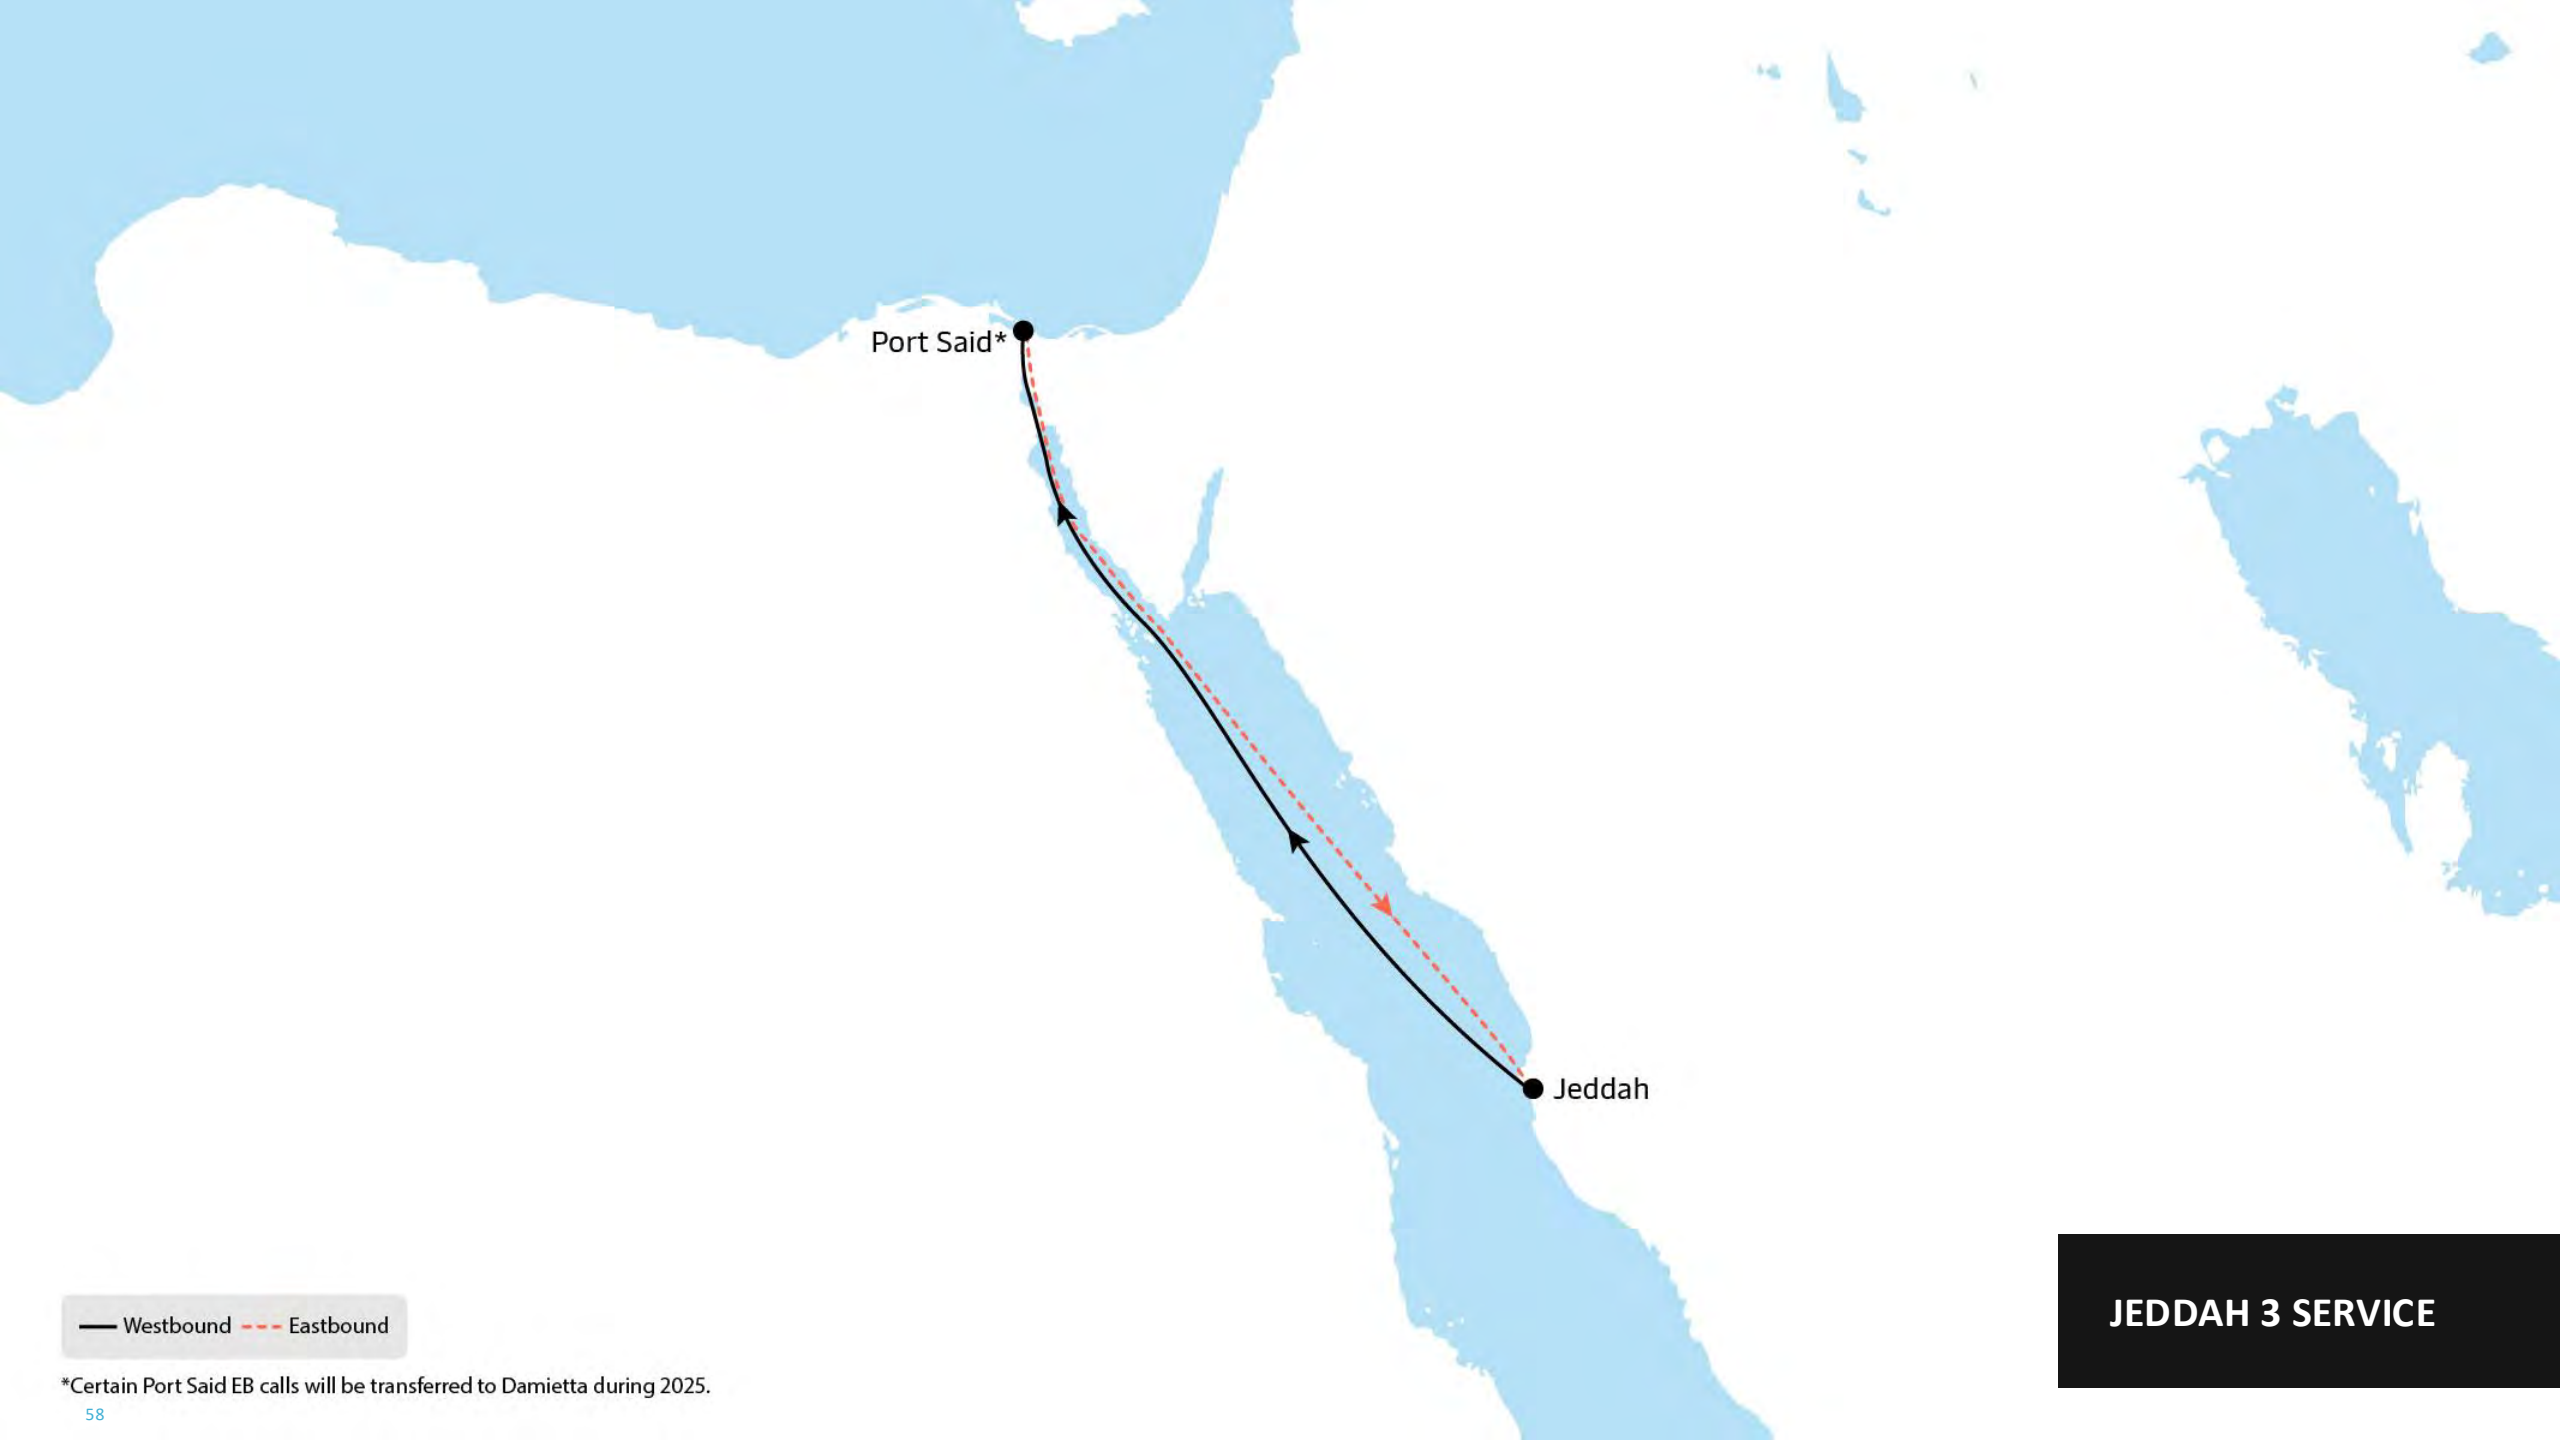 Port Said*
Jeddah
JEDDAH 3 SERVICE
Westbound Eastbound
*Certain Port Said EB calls will be transferred to Damietta during 2025.
58